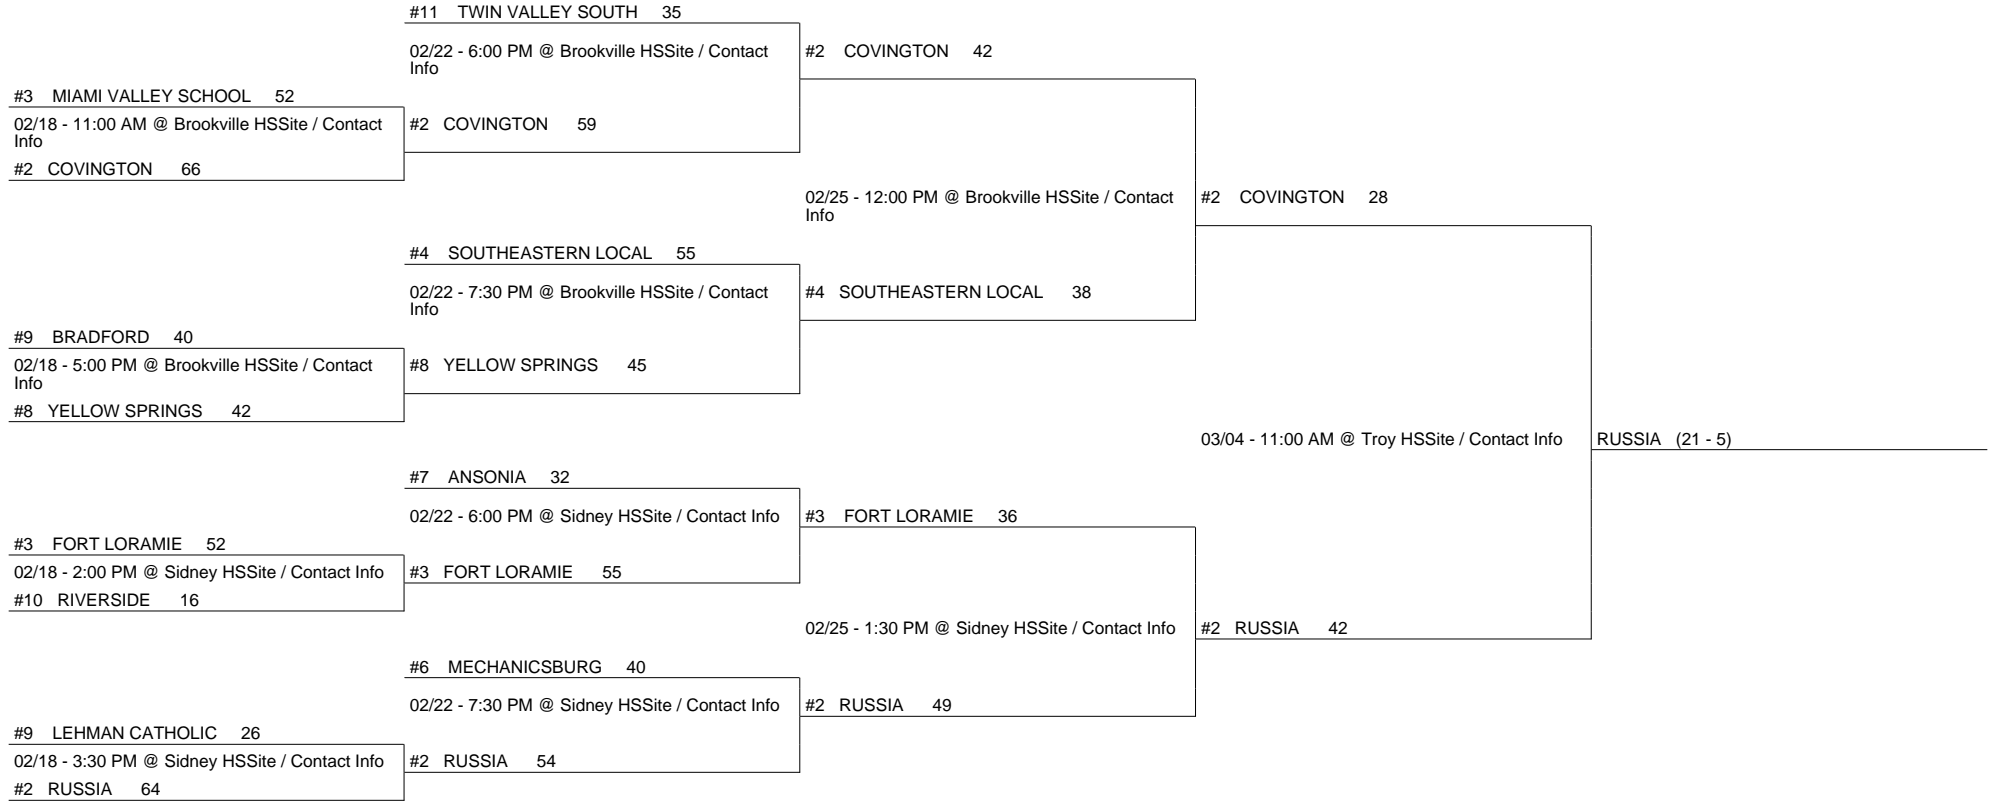 #11 TWIN VALLEY SOUTH 35
02/22 - 6:00 PM @ Brookville HSSite / Contact
Info
#2 COVINGTON 42
#3 MIAMI VALLEY SCHOOL 52
02/18 - 11:00 AM @ Brookville HSSite / Contact
Info
#2 COVINGTON 59
#2 COVINGTON 66
02/25 - 12:00 PM @ Brookville HSSite / Contact
Info
#2 COVINGTON 28
#4 SOUTHEASTERN LOCAL 55
02/22 - 7:30 PM @ Brookville HSSite / Contact
Info
#4 SOUTHEASTERN LOCAL 38
#9 BRADFORD 40
02/18 - 5:00 PM @ Brookville HSSite / Contact
Info
#8 YELLOW SPRINGS 45
#8 YELLOW SPRINGS 42
03/04 - 11:00 AM @ Troy HSSite / Contact Info
RUSSIA (21 - 5)
#7 ANSONIA 32
02/22 - 6:00 PM @ Sidney HSSite / Contact Info
#3 FORT LORAMIE 36
#3 FORT LORAMIE 52
02/18 - 2:00 PM @ Sidney HSSite / Contact Info
#3 FORT LORAMIE 55
#10 RIVERSIDE 16
02/25 - 1:30 PM @ Sidney HSSite / Contact Info
#2 RUSSIA 42
#6 MECHANICSBURG 40
02/22 - 7:30 PM @ Sidney HSSite / Contact Info
#2 RUSSIA 49
#9 LEHMAN CATHOLIC 26
02/18 - 3:30 PM @ Sidney HSSite / Contact Info
#2 RUSSIA 54
#2 RUSSIA 64